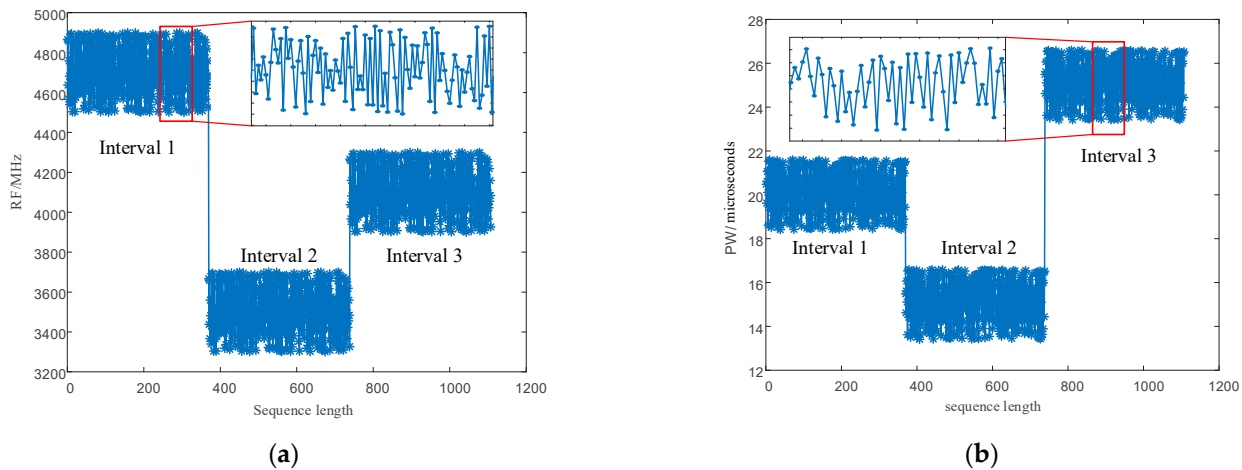 5000
4800
4600
4400
4200
4000
3800
3600
3400
3200
RF/MHz
Interval 1
Interval 2
Interval 3
0
200
400
600
800
1000
1200
Sequence length
(a)
28
26
24
22
20
18
16
14
12
PW/ microseconds
Interval 1
Interval 2
Interval 3
0
200
400
600
800
1000
1200
sequence length
(b)